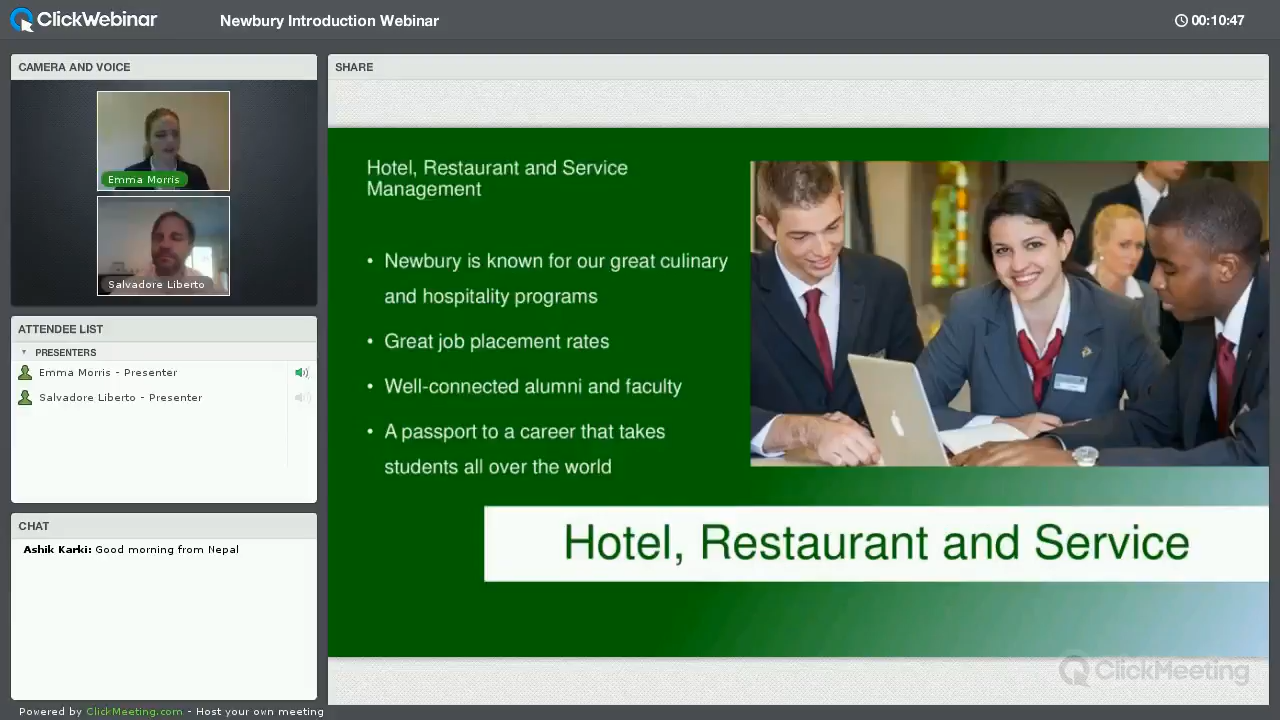 ClickWebinar
Newbury Introduction Webinar
00:10:47
CAMERA AND VOICE
Emma Morris
Salvadore Liberto
ATTENDEE LIST
PRESENTERS
Emma Morris - Presenter
Salvadore Liberto - Presenter
CHAT
Ashik Karki: Good morning from Nepal
Powered by ClickMeeting.com - Host your own meeting
SHARE
Hotel, Restaurant and Service
Management
• Newbury is known for our great culinary
and hospitality programs
• Great job placement rates
• Well-connected alumni and faculty
• A passport to a career that takes
students all over the world
Hotel, Restaurant and Service
ClickMeeting